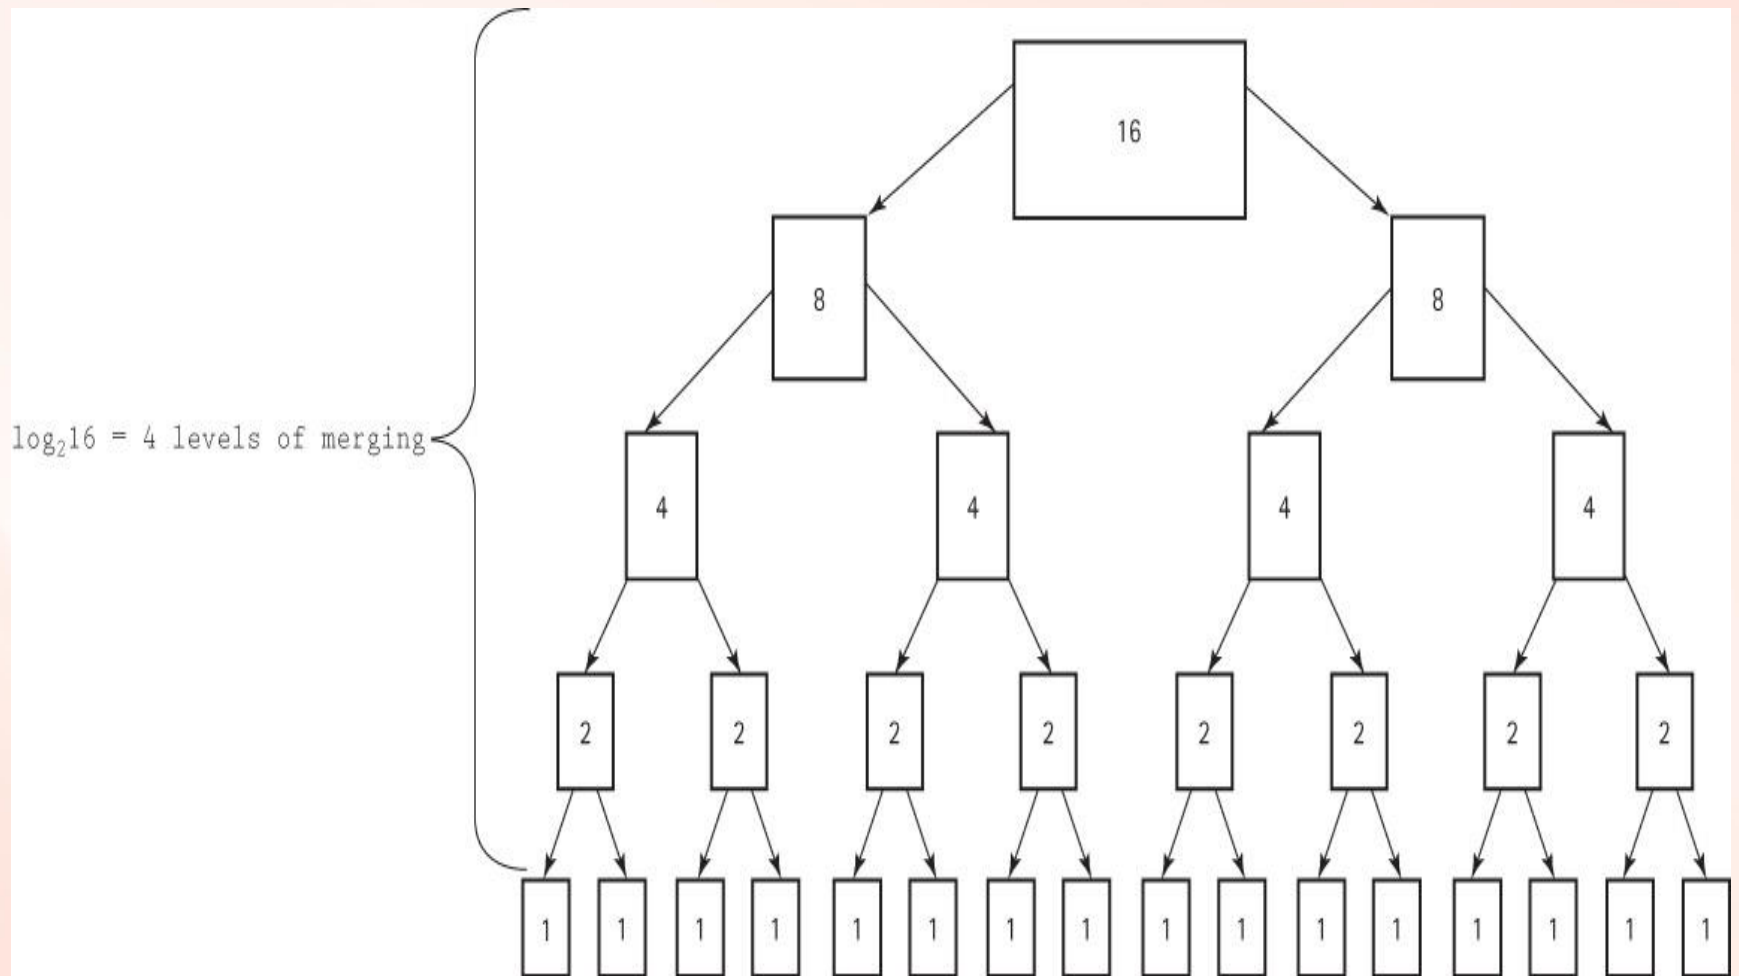 16
8 8
log₂16 = 4 levels of merging
4 4 4 4
2 2 2 2 2 2 2 2
1 1 1 1 1 1 1 1 1 1 1 1 1 1 1 1